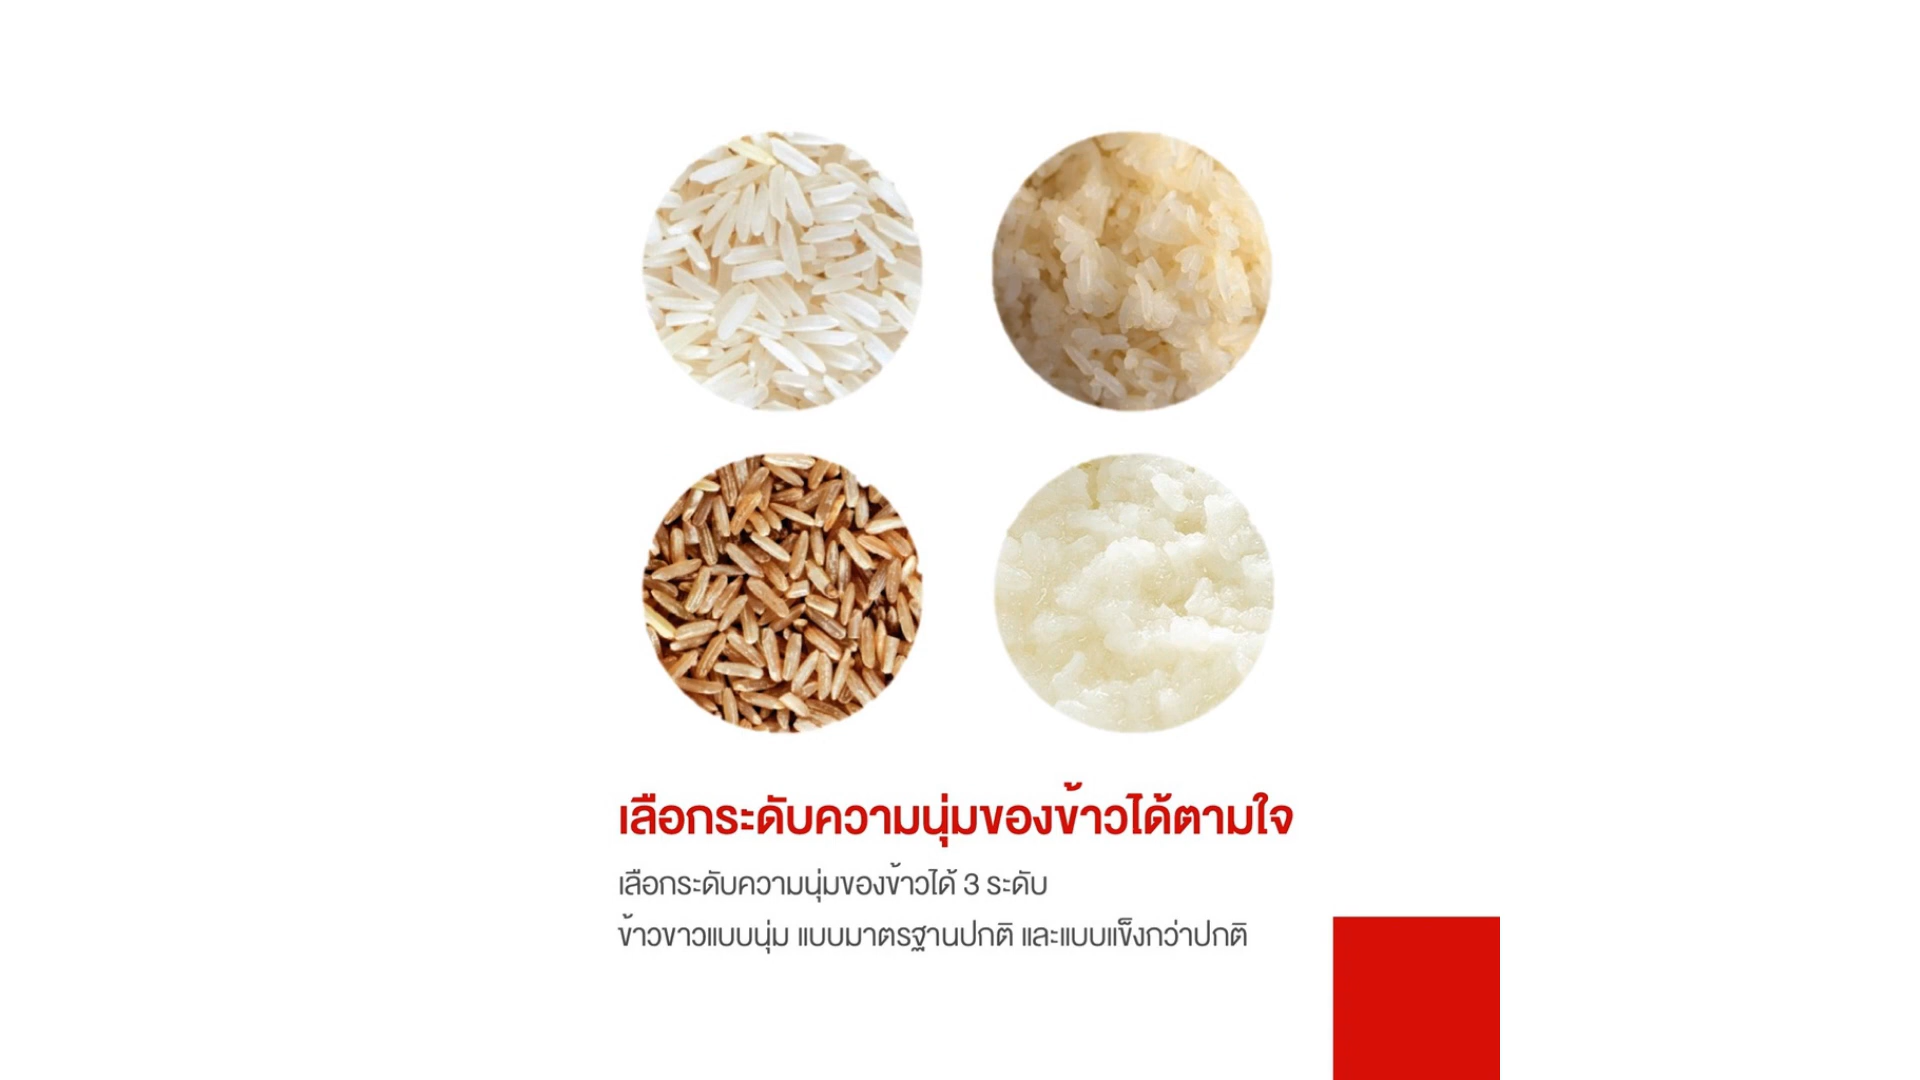 เลือกระดับความนุ่มของข้าวได้ตามใจ
เลือกระดับความนุ่มของข้าวได้ 3 ระดับ
ข้าวขาวแบบนุ่ม แบบมาตรฐานปกติ และแบบแข็งกว่าปกติ